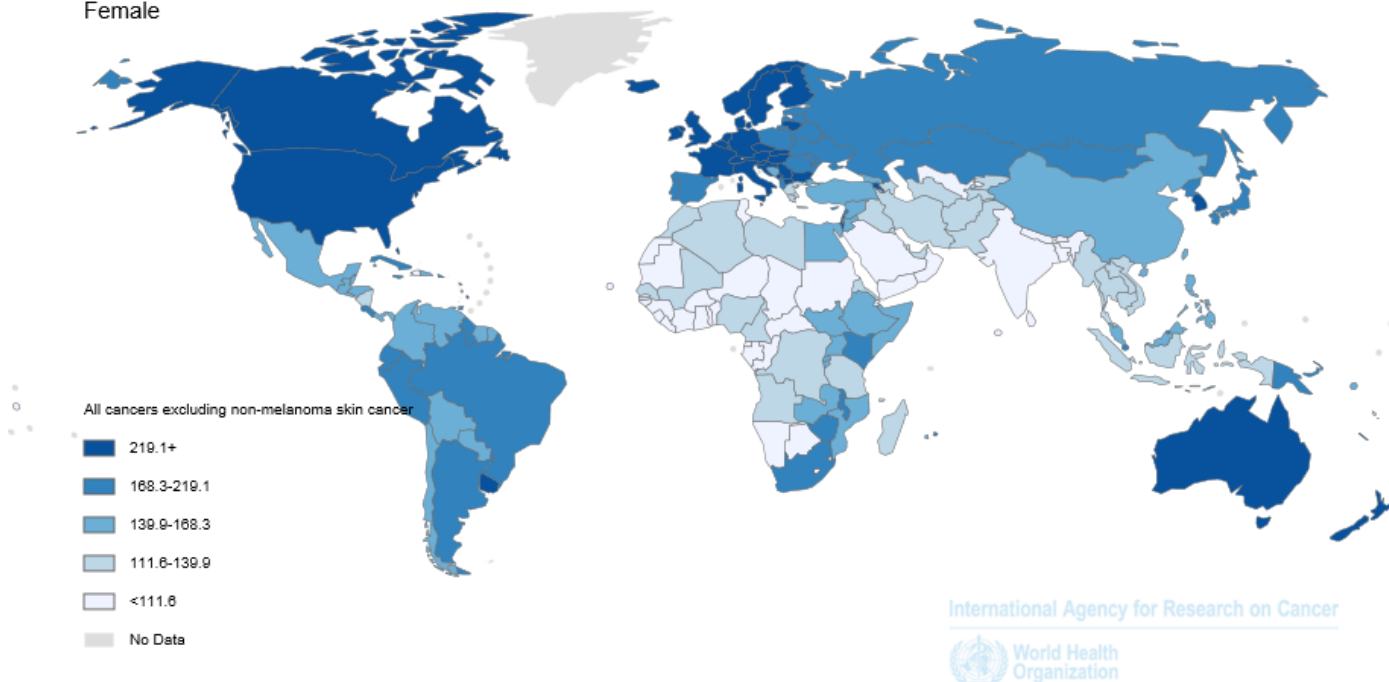 Female
All cancers excluding non-melanoma skin cancer
219.1+
168.3-219.1
139.9-168.3
111.6-139.9
<111.6
No Data
International Agency for Research on Cancer
World Health
Organization